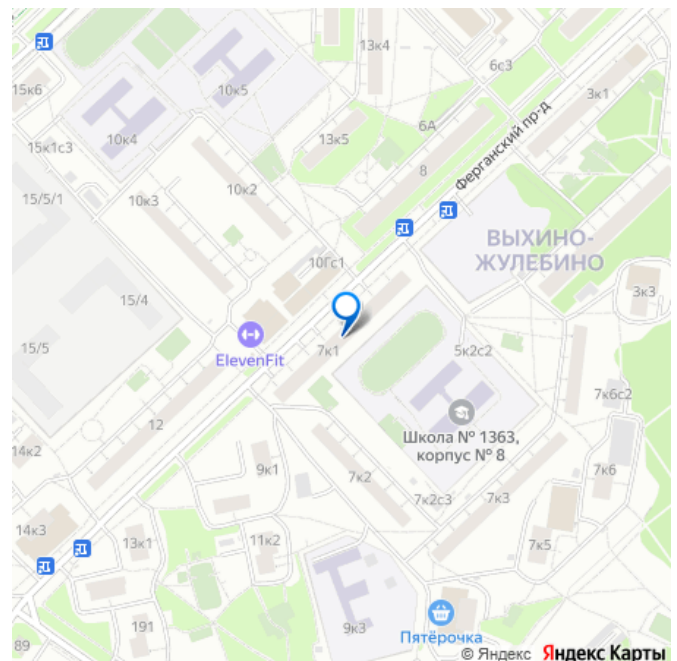 13к4
6с3
15к6
10к5
3к1
6А
10к4
13к5
15к1с3
Ферганский пр-д
8
10к2
15/5/1
10к3
ВЫХИНО-
ЖУЛЕБИНО
10Гс1
3к3
15/4
15/5
ElevenFit
7к1
5к2с2
7к6с2
Школа № 1363,
корпус № 8
12
14к2
9к1
7к2
7к6
7к2с3
7к3
14к3
13к1
11к2
7к5
191
9к3
Пятёрочка
89
© Яндекс Яндекс Карты